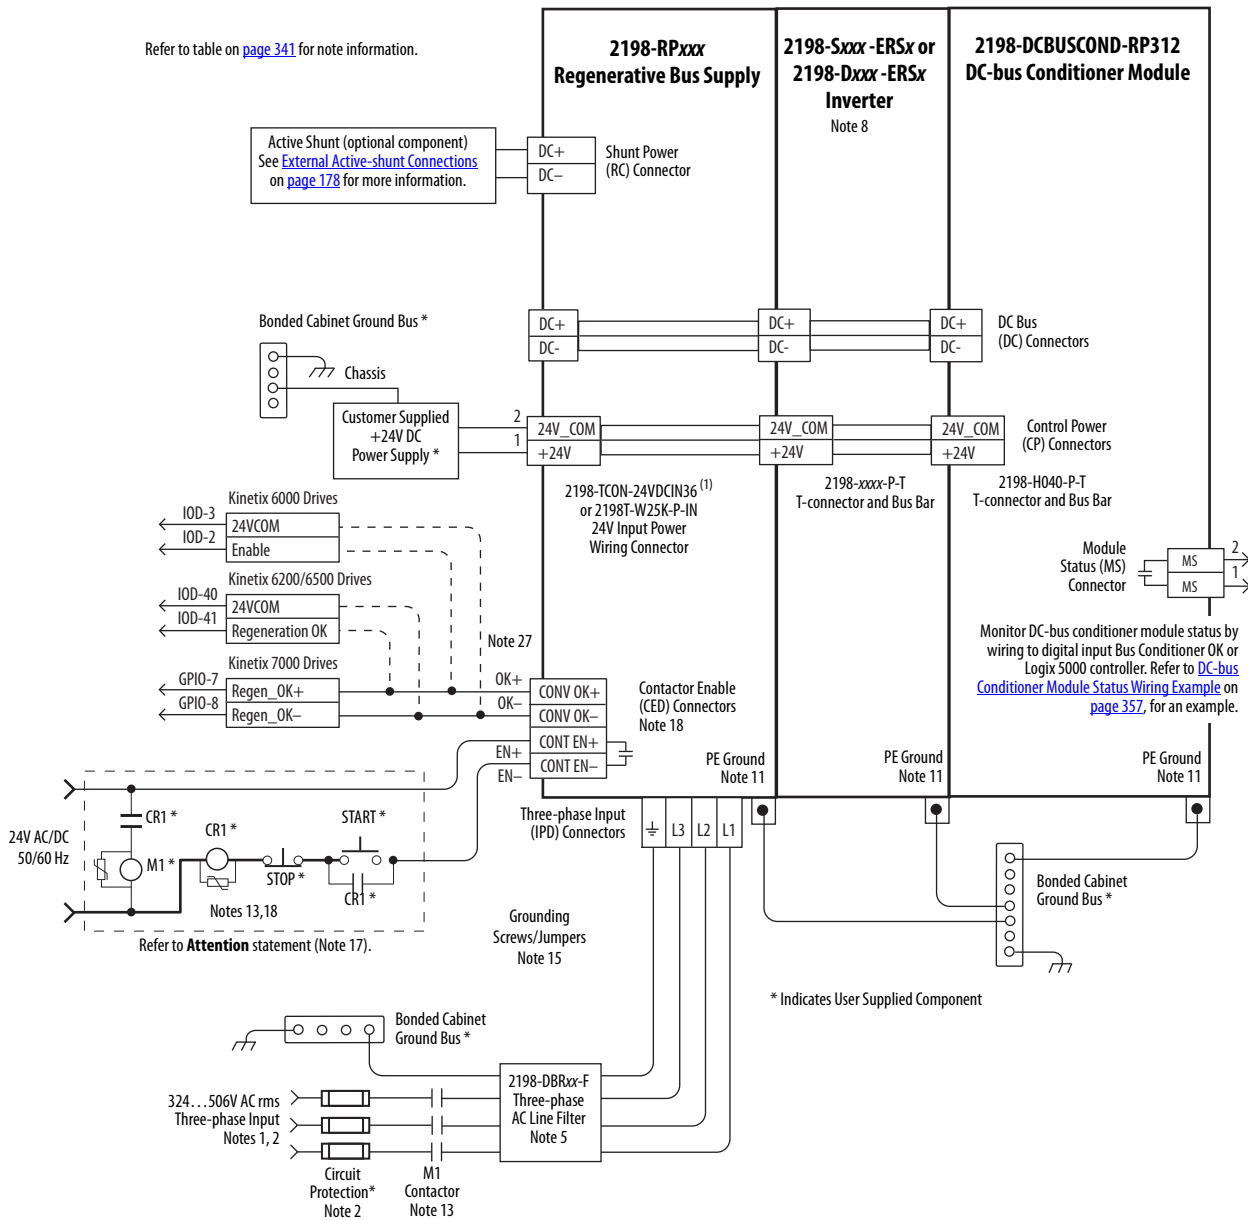 Refer to table on page 341 for note information.
2198-RPxxx
Regenerative Bus Supply
2198-Sxxx -ERSx or
2198-Dxxx -ERSx
Inverter
Note 8
2198-DCBUSCOND-RP312
DC-bus Conditioner Module
Active Shunt (optional component)
See External Active-shunt Connections
on page 178 for more information.
DC+
DC–
Shunt Power
(RC) Connector
Bonded Cabinet Ground Bus *
Chassis
DC+
DC-
DC+
DC-
DC+
DC-
DC Bus
(DC) Connectors
Customer Supplied
+24V DC
Power Supply *
2
1
24V_COM
+24V
24V_COM
+24V
24V_COM
+24V
Control Power
(CP) Connectors
2198-TCON-24VDCIN36 (1)
or 2198T-W25K-P-IN
24V Input Power
Wiring Connector
2198-xxxx-P-T
T-connector and Bus Bar
2198-H040-P-T
T-connector and Bus Bar
Kinetix 6000 Drives
IOD-3
24VCOM
IOD-2
Enable
Kinetix 6200/6500 Drives
IOD-40
24VCOM
IOD-41
Regeneration OK
Kinetix 7000 Drives
GPIO-7
Regen_OK+
GPIO-8
Regen_OK–
Note 27
OK+
OK–
EN+
EN–
CONV OK+
CONV OK–
CONT EN+
CONT EN–
Contactor Enable
(CED) Connectors
Note 18
Module
Status (MS)
Connector
MS
MS
2
1
Monitor DC-bus conditioner module status by
wiring to digital input Bus Conditioner OK or
Logix 5000 controller. Refer to DC-bus
Conditioner Module Status Wiring Example on
page 357, for an example.
PE Ground
Note 11
PE Ground
Note 11
PE Ground
Note 11
24V AC/DC
50/60 Hz
CR1 *
M1 *
CR1 *
STOP *
START *
CR1 *
Notes 13,18
Refer to Attention statement (Note 17).
Three-phase Input
(IPD) Connectors
L3
L2
L1
Grounding
Screws/Jumpers
Note 15
Bonded Cabinet
Ground Bus *
* Indicates User Supplied Component
Bonded Cabinet
Ground Bus *
324…506V AC rms
Three-phase Input
Notes 1, 2
2198-DBRxx-F
Three-phase
AC Line Filter
Note 5
Circuit
Protection*
Note 2
M1
Contactor
Note 13